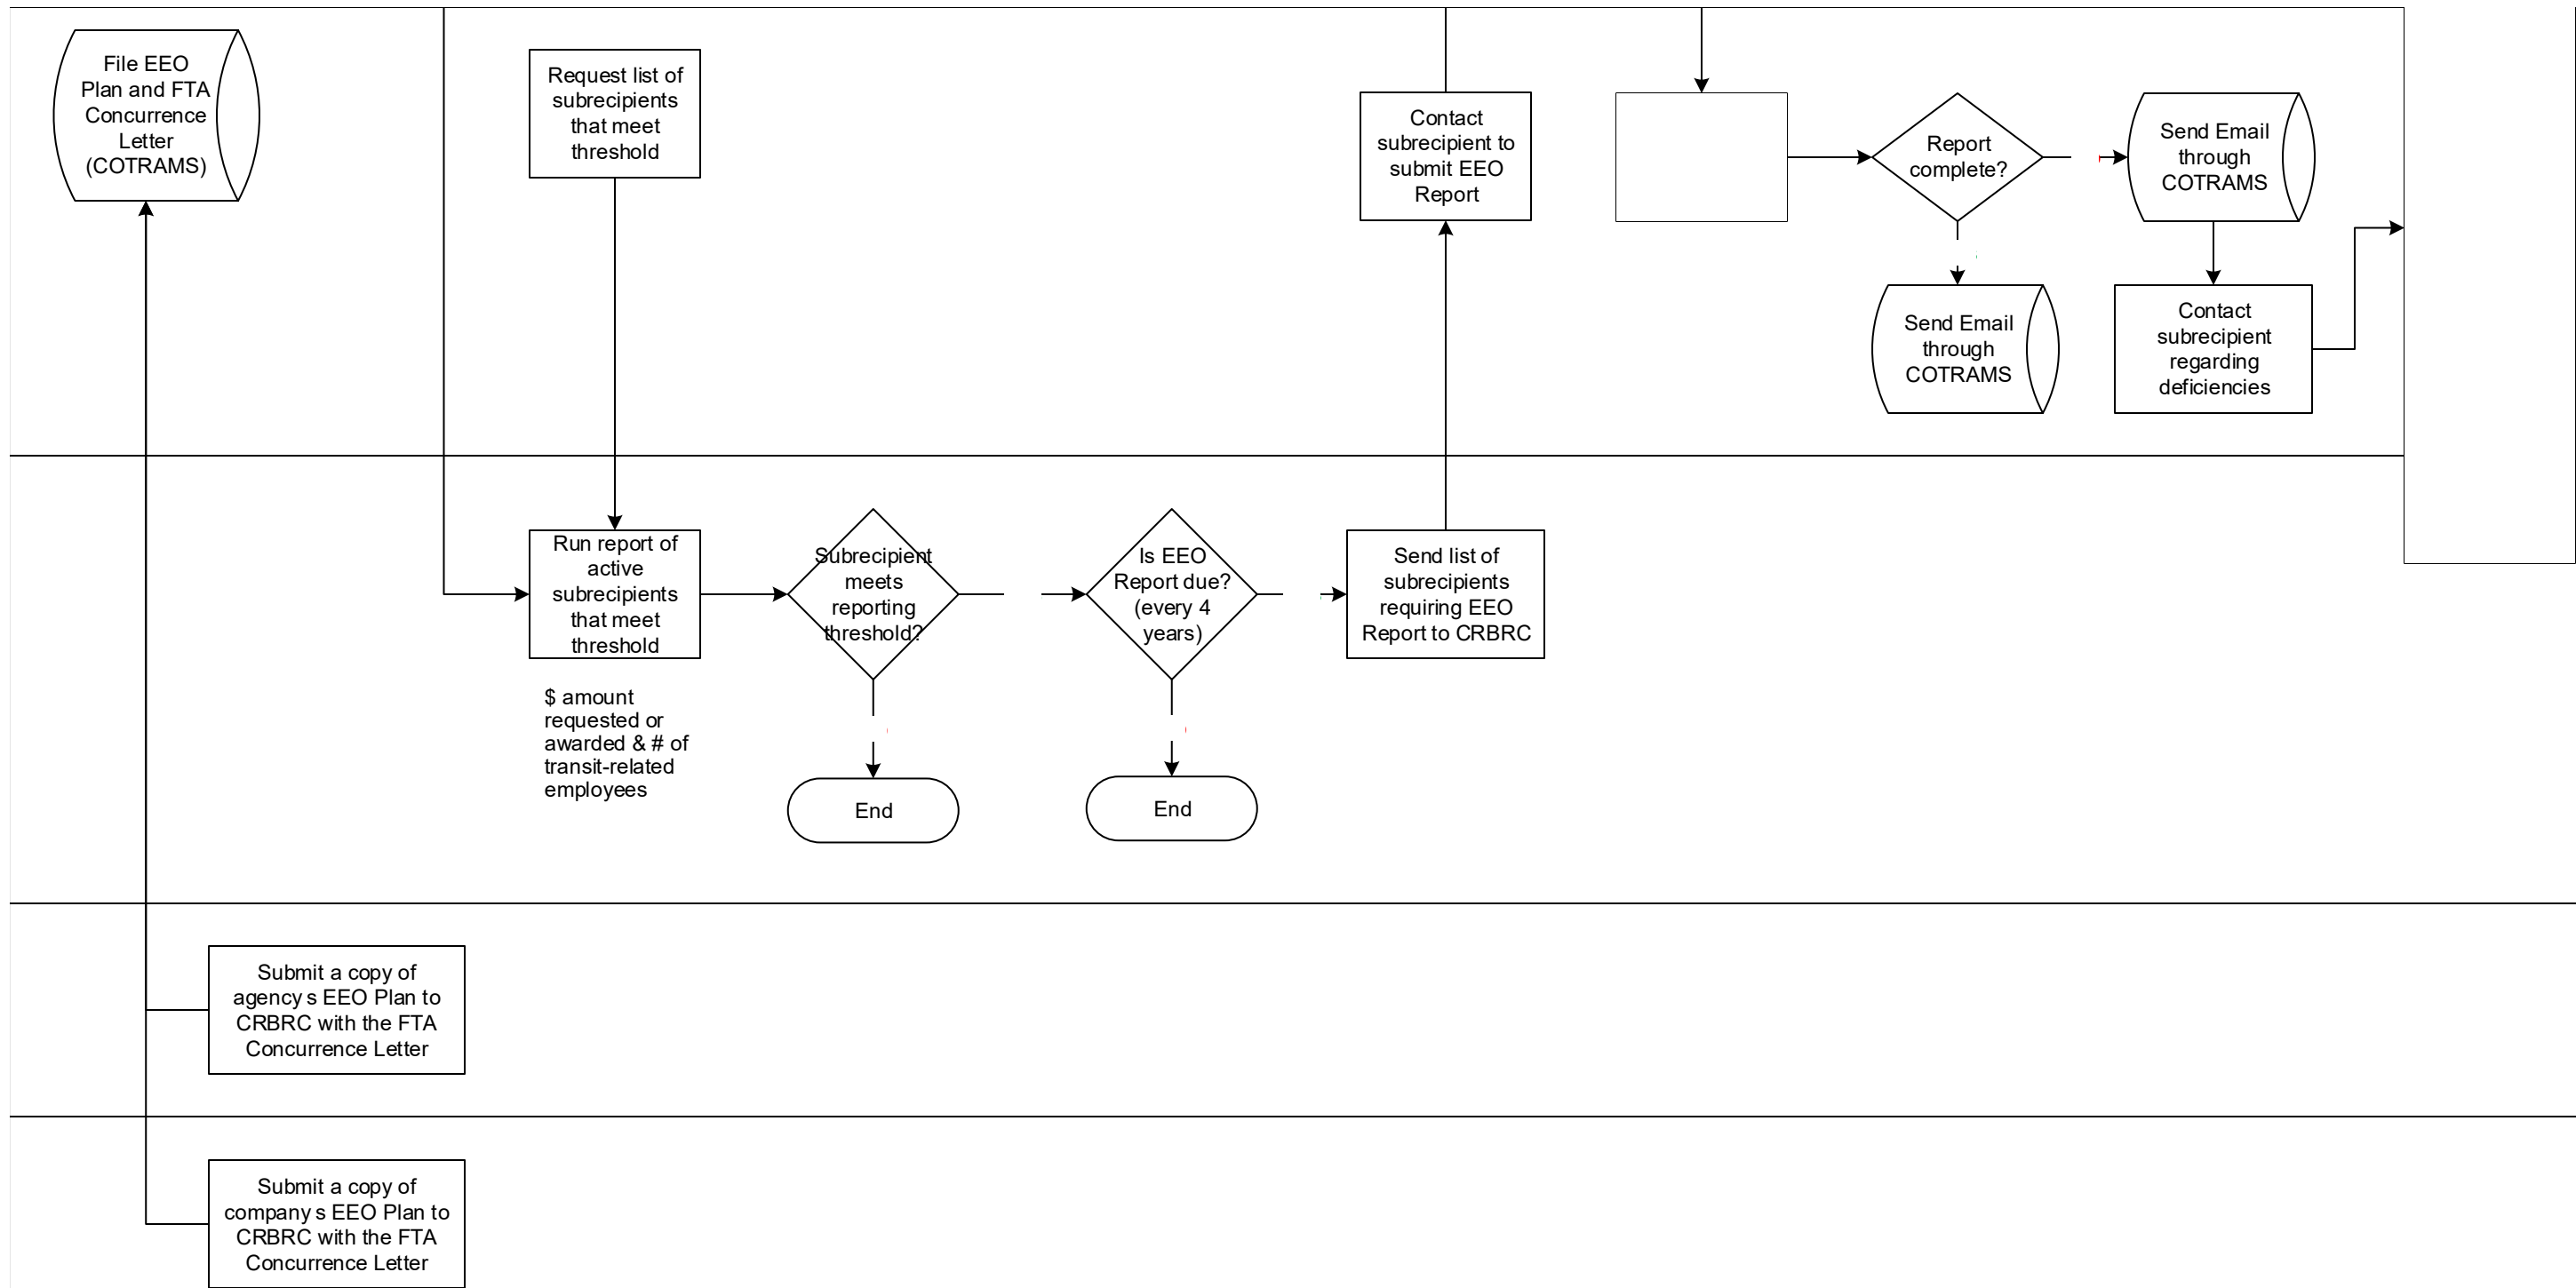 File EEO
Plan and FTA
Concurrence
Letter
(COTRAMS)
Request list of
subrecipients
that meet
threshold
Contact
subrecipient to
submit EEO
Report
Report
complete?
Send Email
through
COTRAMS
Send Email
through
COTRAMS
Contact
subrecipient
regarding
deficiencies
Run report of
active
subrecipients
that meet
threshold
$ amount
requested or
awarded & # of
transit-related
employees
Subrecipient
meets
reporting
threshold?
End
Is EEO
Report due?
(every 4
years)
End
Send list of
subrecipients
requiring EEO
Report to CRBRC
Submit a copy of
agency s EEO Plan to
CRBRC with the FTA
Concurrence Letter
Submit a copy of
company s EEO Plan to
CRBRC with the FTA
Concurrence Letter